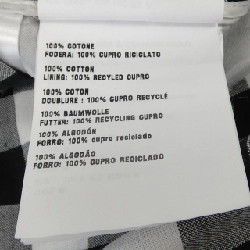 100% COTONE
FODERA: 100% CUPRO RICICLATO
100% COTTON
LINING: 100% RECYLED CUPRO
100% COTON
DOUBLURE : 100% CUPRO RECYCLÉ
100% BAUMWOLLE
FUTTER: 100% RECYCLING CUPRO
100% ALGODÓN
FORRO: 100% cupro reciclado
100% ALGODÃO
FORRO: 100% CUPRO RECICLADO